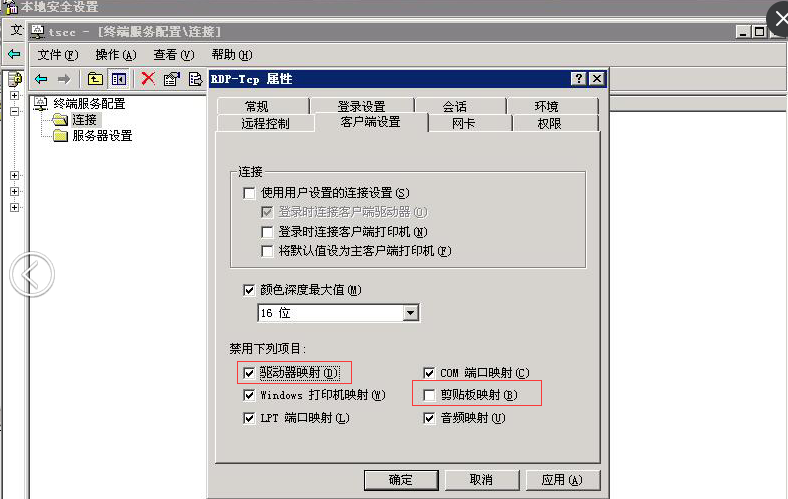 本地安全设置
文
tscc - [终端服务配置\连接]
文件(F) 操作(A) 查看(V) 帮助(H)
终端服务配置
连接
服务器设置
RDP-Tcp 属性
常规 登录设置 会话 环境
远程控制 客户端设置 网卡 权限
连接
使用用户设置的连接设置(S)
登录时连接客户端驱动器(O)
登录时连接客户端打印机(N)
将默认值设为主客户端打印机(F)
颜色深度最大值(M)
16 位
禁用下列项目:
驱动器映射(D) COM 端口映射(C)
Windows 打印机映射(W) 剪贴板映射(B)
LPT 端口映射(L) 音频映射(U)
确定 取消 应用(A)